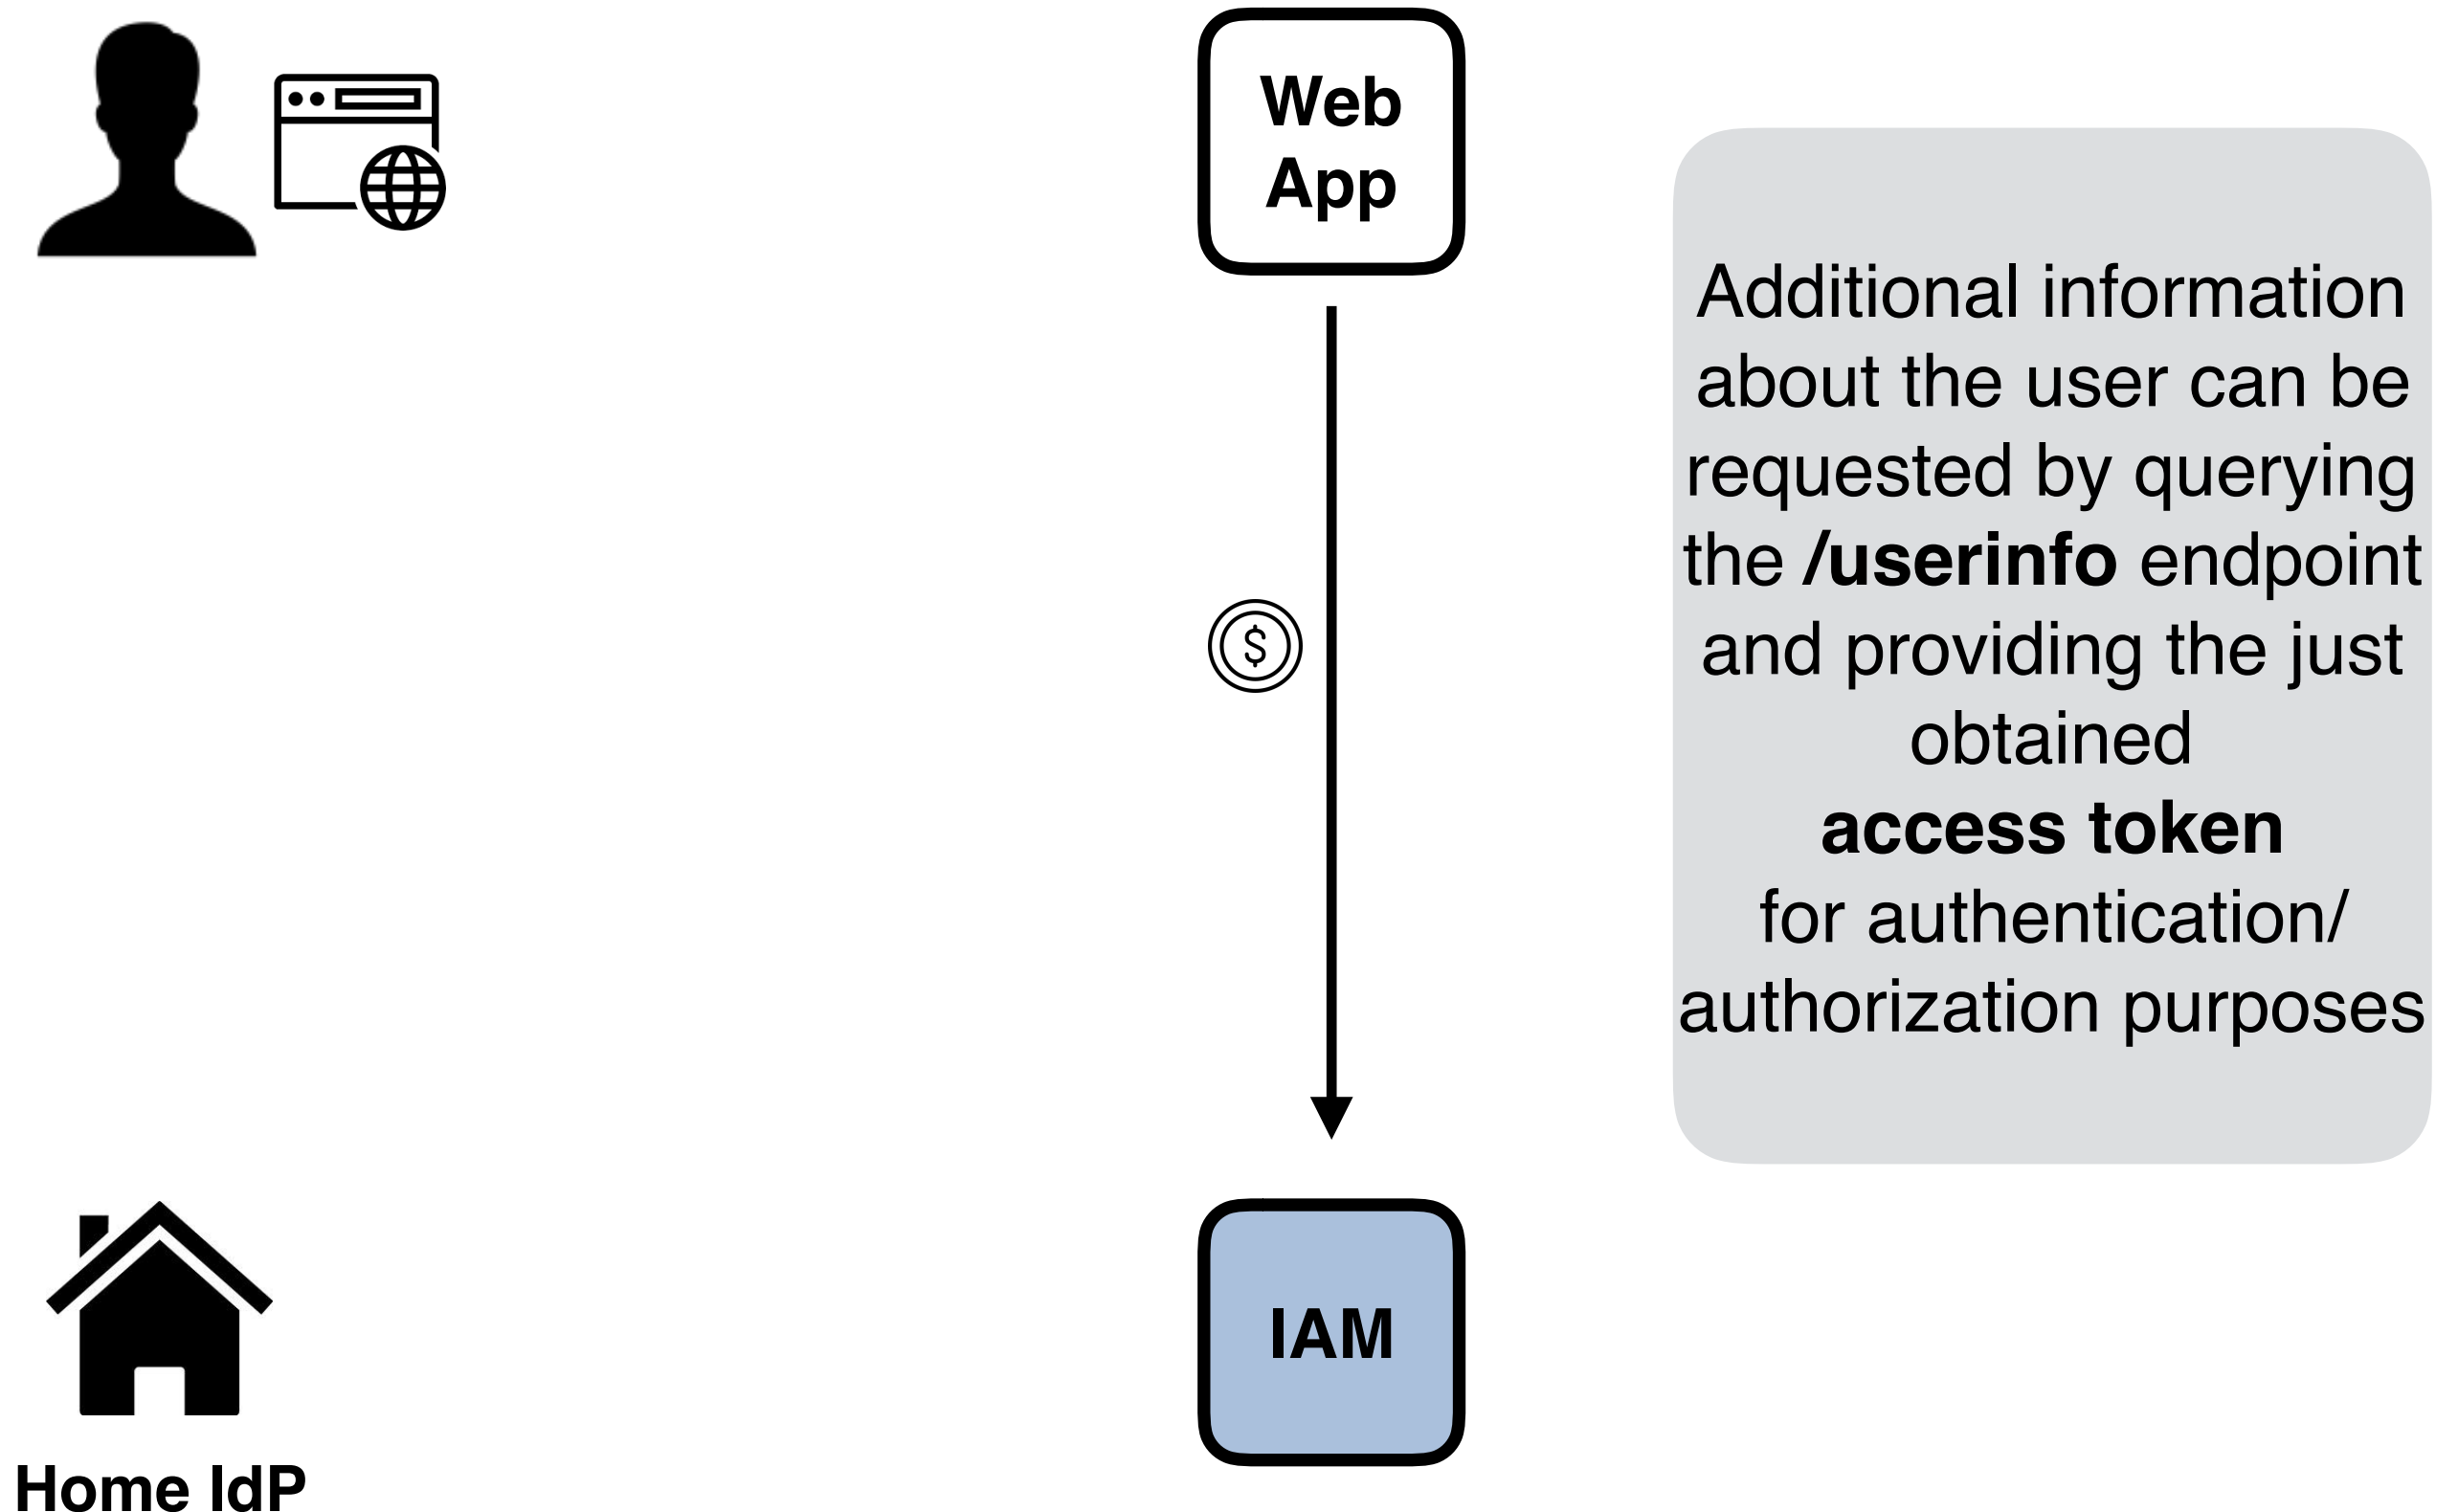 Web
App
Additional information
about the user can be
requested by querying
the /userinfo endpoint
and providing the just
obtained
access token
for authentication/
authorization purposes
$
IAM
Home IdP